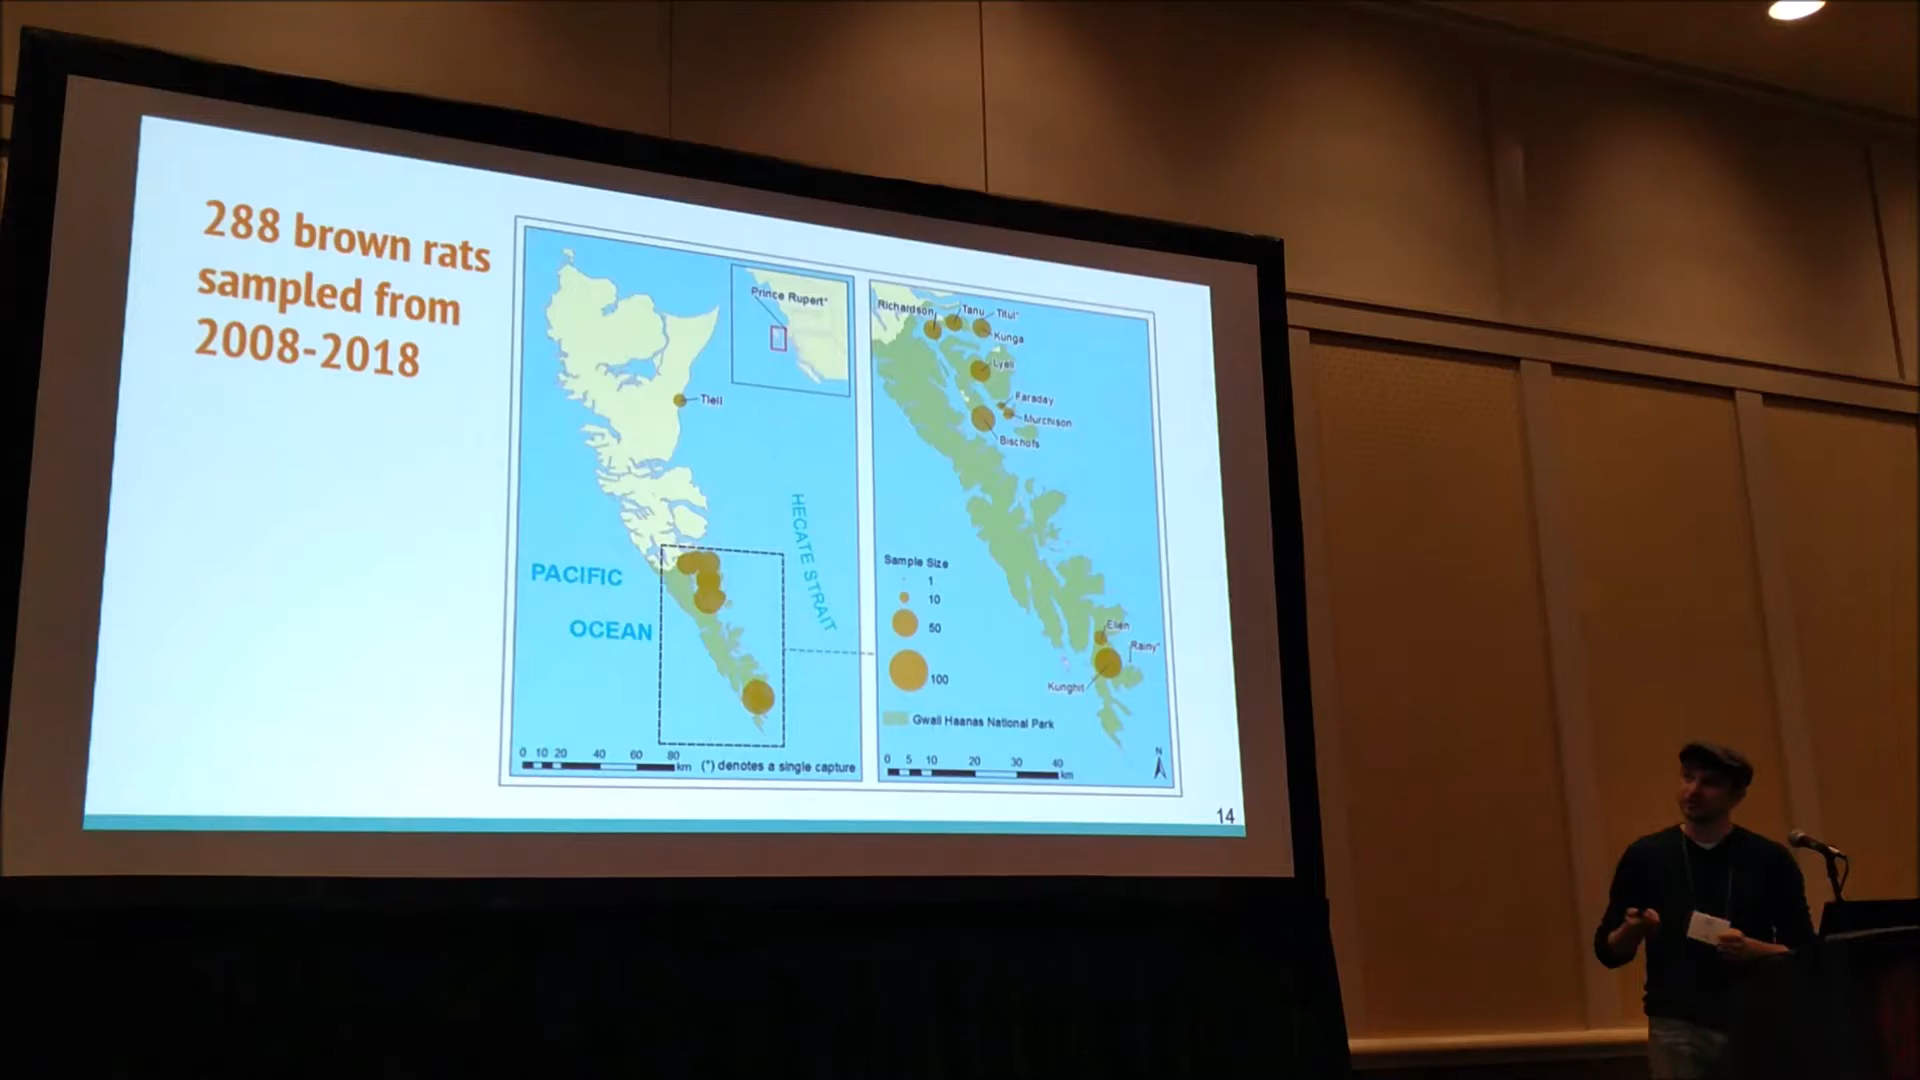 288 brown rats
sampled from
2008-2018
Prince Rupert*
Tlell
PACIFIC
OCEAN
HECATE STRAIT
0 10 20 40 60 80
km (*) denotes a single capture
Richardson
Tanu
Titul*
Kunga
Lyell
Faraday
Murchison
Bischofs
Sample Size
1
10
50
100
Ellen
Rainy*
Kunghit
Gwaii Haanas National Park
0 5 10 20 30 40
km
N
14